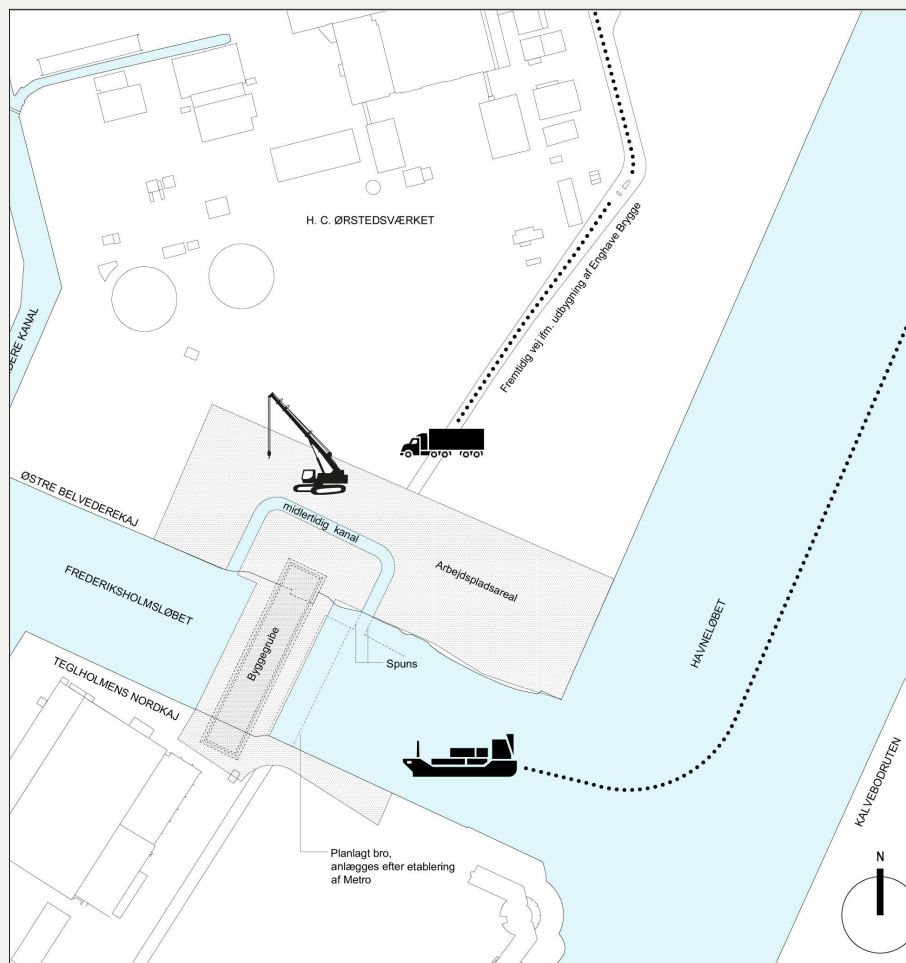 H. C. ØRSTEDSVÆRKET
Fremtidig vej ifm. udbygning af Enghave Brygge
DERE KANAL
ØSTRE BELVEDEREKAJ
midlertidig kanal
Arbejdspladsareal
FREDERIKSHOLMSLØBET
HAVNELØBET
Byggegrube
Spuns
TEGLHOLMENS NORDKAJ
KALVEBODRUTEN
Planlagt bro,
anlægges efter etablering
af Metro
N